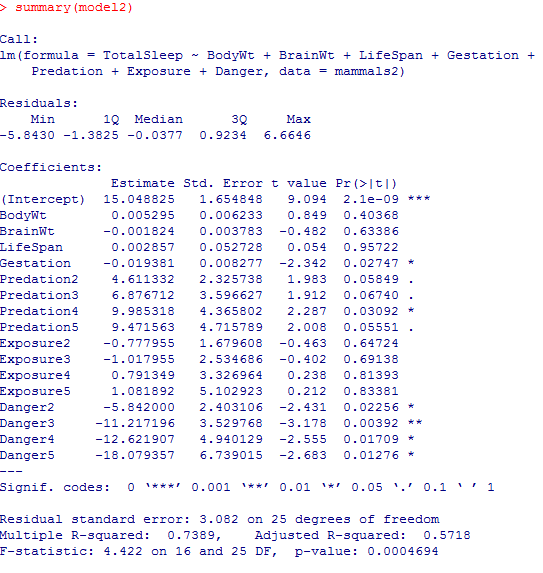 > summary(model2)
Call:
lm(formula = TotalSleep ~ BodyWt + BrainWt + LifeSpan + Gestation +
    Predation + Exposure + Danger, data = mammals2)
Residuals:
    Min      1Q  Median      3Q     Max
-5.8430 -1.3825 -0.0377  0.9234  6.6646
Coefficients:
              Estimate Std. Error t value Pr(>|t|)
(Intercept)  15.048825   1.654848   9.094  2.1e-09 ***
BodyWt        0.005295   0.006233   0.849  0.40368
BrainWt      -0.001824   0.003783  -0.482  0.63386
LifeSpan      0.002857   0.052728   0.054  0.95722
Gestation    -0.019381   0.008277  -2.342  0.02747 *
Predation2    4.611332   2.325738   1.983  0.05849 .
Predation3    6.876712   3.596627   1.912  0.06740 .
Predation4    9.985318   4.365802   2.287  0.03092 *
Predation5    9.471563   4.715789   2.008  0.05551 .
Exposure2    -0.777955   1.679608  -0.463  0.64724
Exposure3    -1.017955   2.534686  -0.402  0.69138
Exposure4     0.791349   3.326964   0.238  0.81393
Exposure5     1.081892   5.102923   0.212  0.83381
Danger2      -5.842000   2.403106  -2.431  0.02256 *
Danger3     -11.217196   3.529768  -3.178  0.00392 **
Danger4     -12.621907   4.940129  -2.555  0.01709 *
Danger5     -18.079357   6.739015  -2.683  0.01276 *
---
Signif. codes:  0 ‘***’ 0.001 ‘**’ 0.01 ‘*’ 0.05 ‘.’ 0.1 ‘ ’ 1
Residual standard error: 3.082 on 25 degrees of freedom
Multiple R-squared:  0.7389,    Adjusted R-squared:  0.5718
F-statistic: 4.422 on 16 and 25 DF,  p-value: 0.0004694